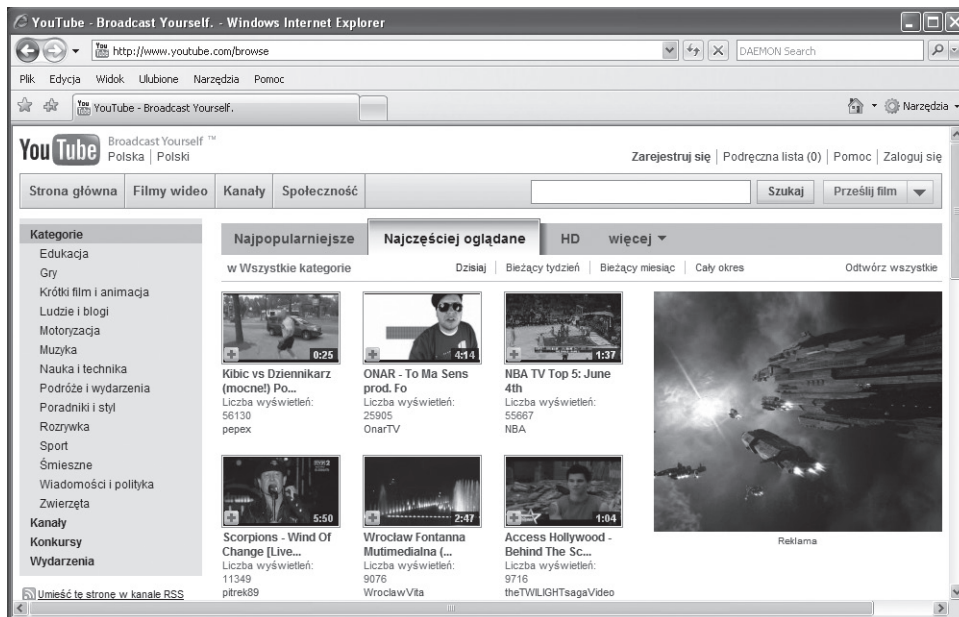 YouTube - Broadcast Yourself. - Windows Internet Explorer
http://www.youtube.com/browse
DAEMON Search
Plik Edycja Widok Ulubione Narzędzia Pomoc
YouTube - Broadcast Yourself.
Narzędzia
YouTube
Broadcast Yourself ™
Polska | Polski
Zarejestruj się | Podręczna lista (0) | Pomoc | Zaloguj się
Strona główna Filmy wideo Kanały Społeczność Szukaj Prześlij film
Kategorie
Edukacja
Gry
Krótki film i animacja
Ludzie i blogi
Motoryzacja
Muzyka
Nauka i technika
Podróże i wydarzenia
Poradniki i styl
Rozrywka
Sport
Śmieszne
Wiadomości i polityka
Zwierzęta
Kanały
Konkursy
Wydarzenia
Umieść tę stronę w kanale RSS
Najpopularniejsze Najczęściej oglądane HD więcej
w Wszystkie kategorie Dzisiaj | Bieżący tydzień | Bieżący miesiąc | Cały okres Odtwórz wszystkie
0:25
Kibic vs Dziennikarz
(mocne!) Po...
Liczba wyświetleń:
56130
pepex
4:14
ONAR - To Ma Sens
prod. Fo
Liczba wyświetleń:
25905
OnarTV
1:37
NBA TV Top 5: June
4th
Liczba wyświetleń:
55667
NBA
5:50
Scorpions - Wind Of
Change [Live...
Liczba wyświetleń:
11349
pitrek89
2:47
Wrocław Fontanna
Mutimedialna (...
Liczba wyświetleń:
9076
WroclawVita
1:04
Access Hollywood -
Behind The Sc...
Liczba wyświetleń:
9716
theTWILIGHTsagaVideo
Reklama